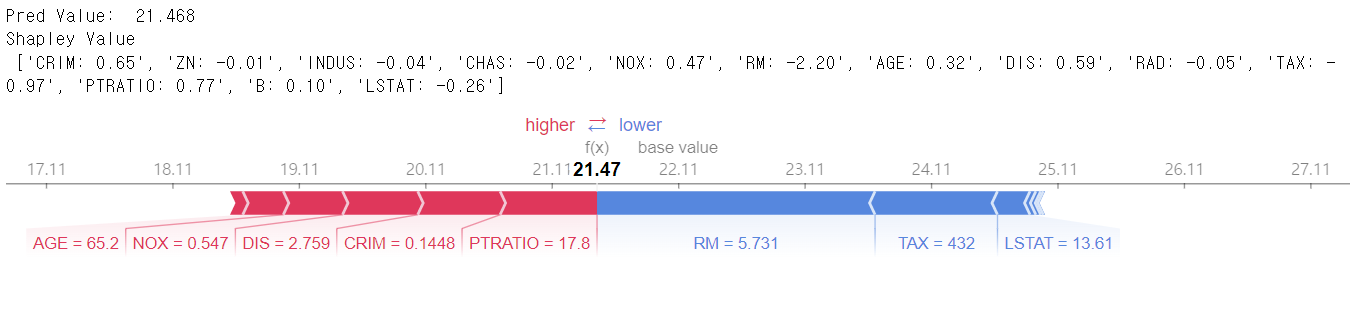 Pred Value:  21.468
Shapley Value
['CRIM: 0.65', 'ZN: -0.01', 'INDUS: -0.04', 'CHAS: -0.02', 'NOX: 0.47', 'RM: -2.20', 'AGE: 0.32', 'DIS: 0.59', 'RAD: -0.05', 'TAX: -
0.97', 'PTRATIO: 0.77', 'B: 0.10', 'LSTAT: -0.26']
higher ⇄ lower
f(x) base value
17.11 18.11 19.11 20.11 21.11 21.47 22.11 23.11 24.11 25.11 26.11 27.11
AGE = 65.2 NOX = 0.547 DIS = 2.759 CRIM = 0.1448 PTRATIO = 17.8 RM = 5.731 TAX = 432 LSTAT = 13.61